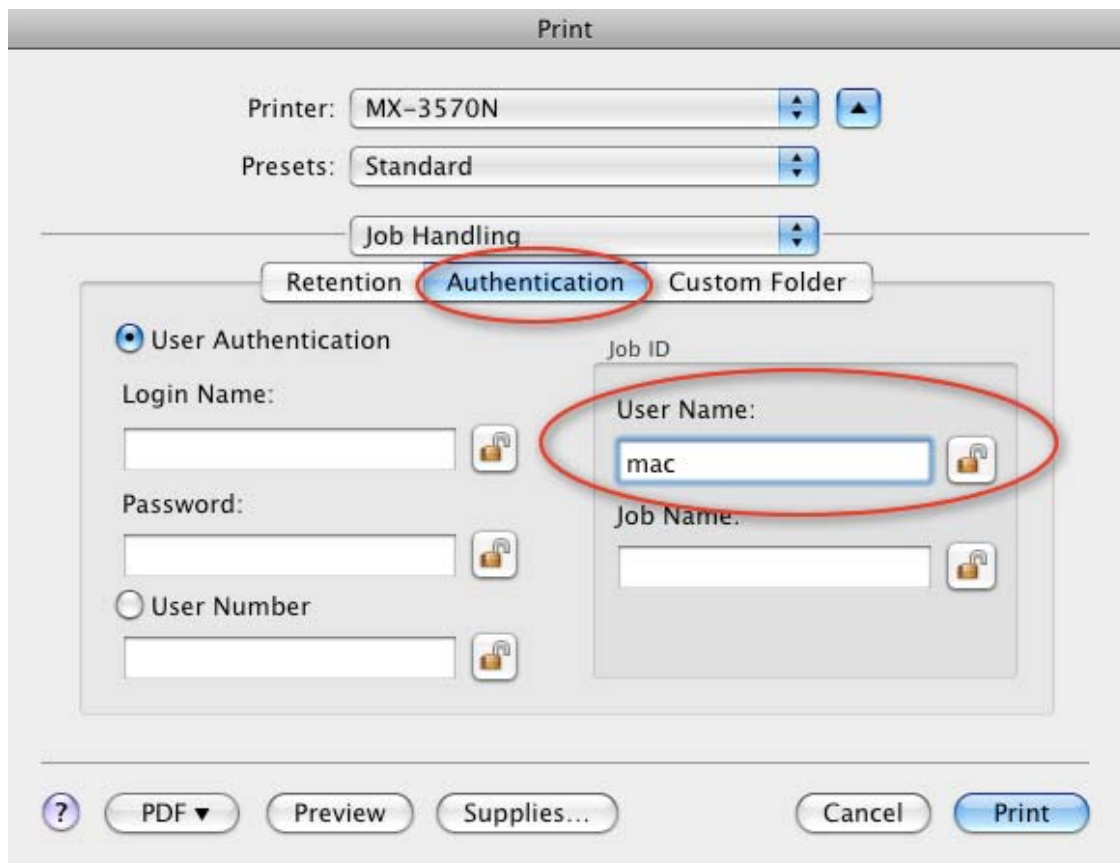 Print
Printer: MX-3570N
Presets: Standard
Job Handling
Retention Authentication Custom Folder
User Authentication
Job ID
Login Name:
User Name:
mac
Password:
Job Name:
User Number
? PDF ▼ Preview Supplies... Cancel Print